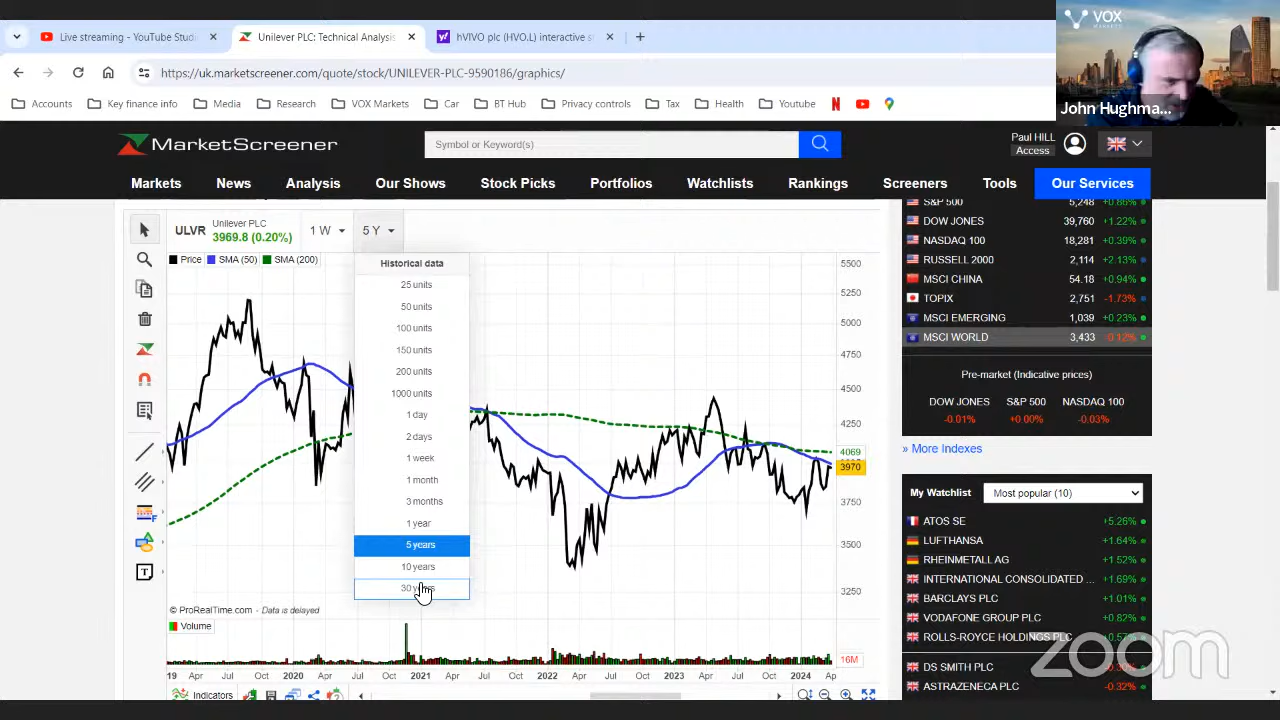 Live streaming - YouTube Studio
Unilever PLC: Technical Analysis
hVIVO plc (HVO.L) interactive s
https://uk.marketscreener.com/quote/stock/UNILEVER-PLC-9590186/graphics/
Accounts
Key finance info
Media
Research
VOX Markets
Car
BT Hub
Privacy controls
Tax
Health
Youtube
VOX
John Hughma...
MarketScreener
Symbol or Keyword(s)
Paul HILL
Access
Markets
News
Analysis
Our Shows
Stock Picks
Portfolios
Watchlists
Rankings
Screeners
Tools
Our Services
ULVR
Unilever PLC
3969.8 (0.20%)
1 W
5 Y
Price
SMA (50)
SMA (200)
Historical data
25 units
50 units
100 units
150 units
200 units
1000 units
1 day
2 days
1 week
1 month
3 months
1 year
5 years
10 years
5500
5250
5000
4750
4500
4250
4069
3970
3750
3500
3250
© ProRealTime.com - Data is delayed
Volume
16M
19 Apr Jul Oct 2020 Apr Jul Oct 2021 Apr Jul Oct 2022 Apr Jul Oct 2023 Apr Jul Oct 2024 Ap
Indicators
S&P 500 5,248 +0.86%
DOW JONES 39,760 +1.22%
NASDAQ 100 18,281 +0.39%
RUSSELL 2000 2,114 +2.13%
MSCI CHINA 54.18 +0.94%
TOPIX 2,751 -1.73%
MSCI EMERGING 1,039 +0.23%
MSCI WORLD 3,433 -0.12%
Pre-market (Indicative prices)
DOW JONES S&P 500 NASDAQ 100
-0.01% +0.00% -0.03%
» More Indexes
My Watchlist
Most popular (10)
ATOS SE +5.26%
LUFTHANSA +1.64%
RHEINMETALL AG +1.52%
INTERNATIONAL CONSOLIDATED ... +1.69%
BARCLAYS PLC +1.01%
VODAFONE GROUP PLC +0.82%
ROLLS-ROYCE HOLDINGS PLC +0.57%
DS SMITH PLC
ASTRAZENECA PLC -0.32%
zoom